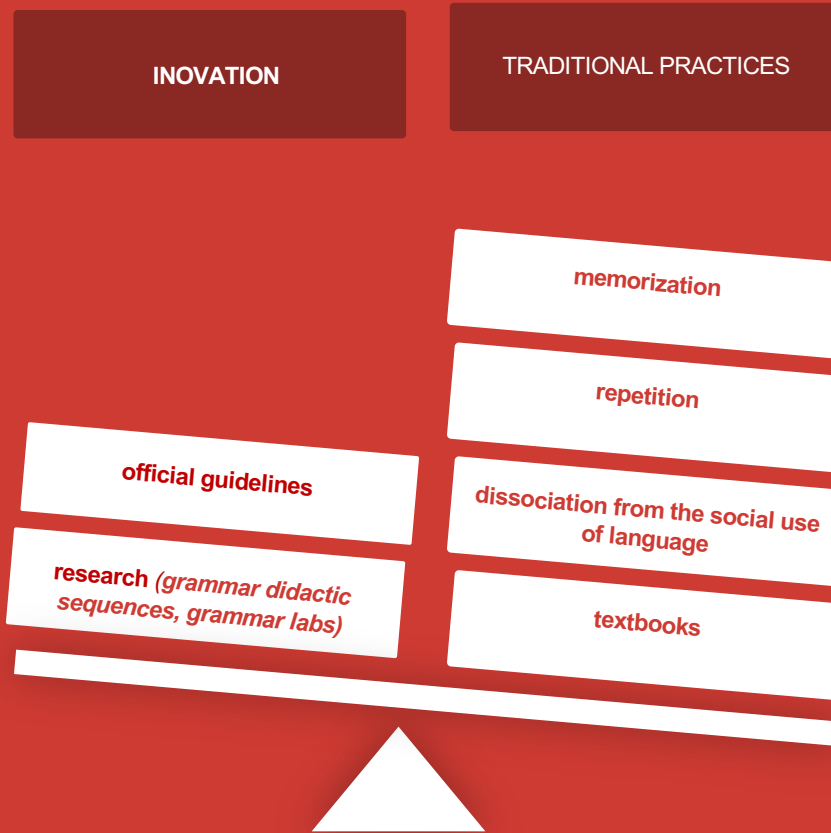 INOVATION
TRADITIONAL PRACTICES
official guidelines
research (grammar didactic
sequences, grammar labs)
memorization
repetition
dissociation from the social use
of language
textbooks